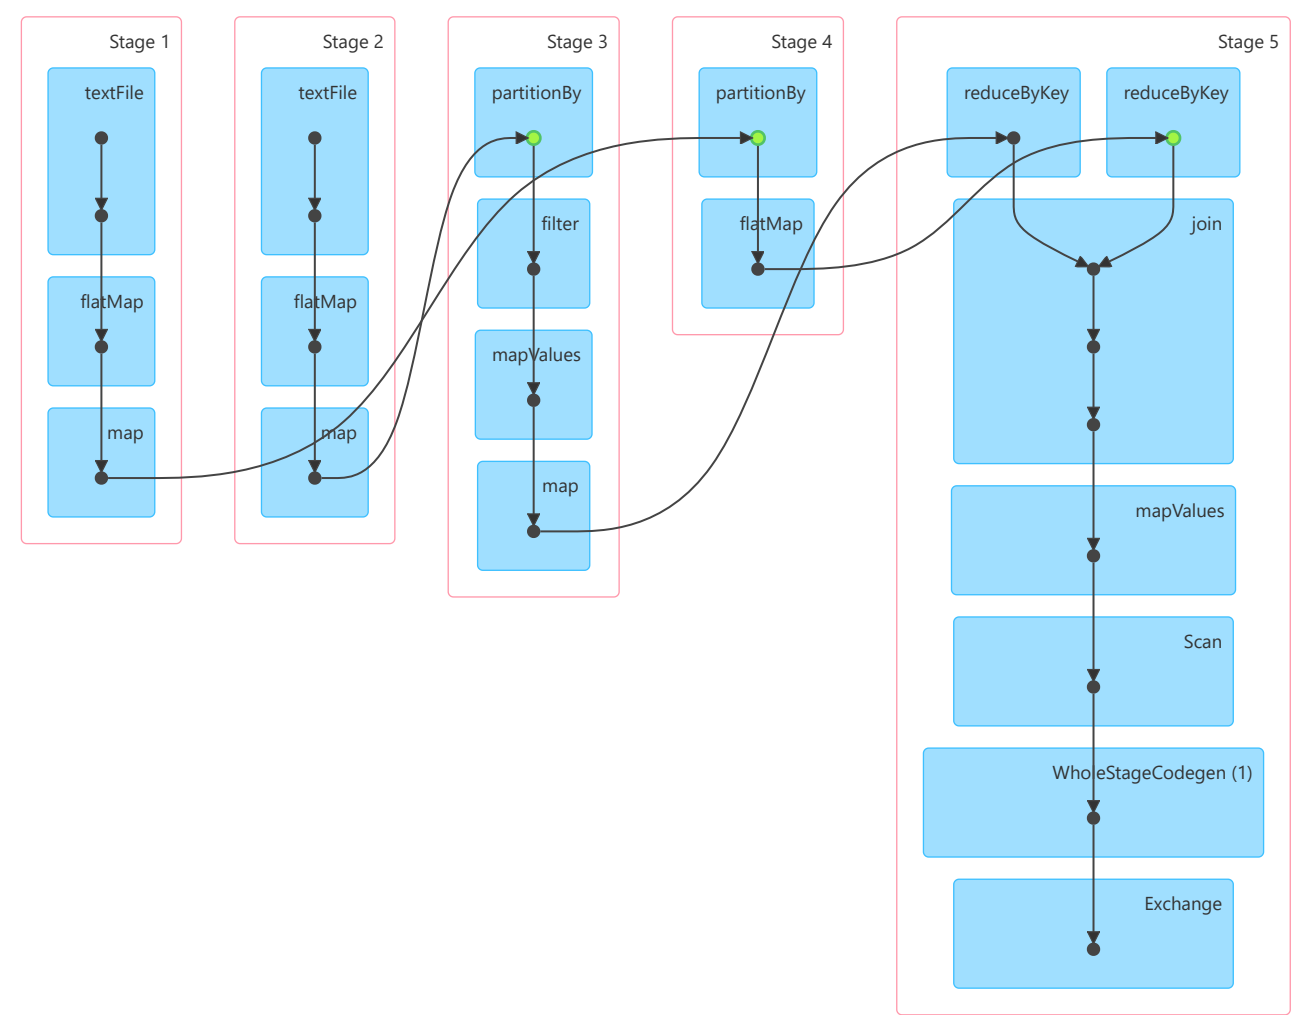 Stage 1
textFile
flatMap
map
Stage 2
textFile
flatMap
map
Stage 3
partitionBy
filter
mapValues
map
Stage 4
partitionBy
flatMap
Stage 5
reduceByKey
reduceByKey
join
mapValues
Scan
WholeStageCodegen (1)
Exchange